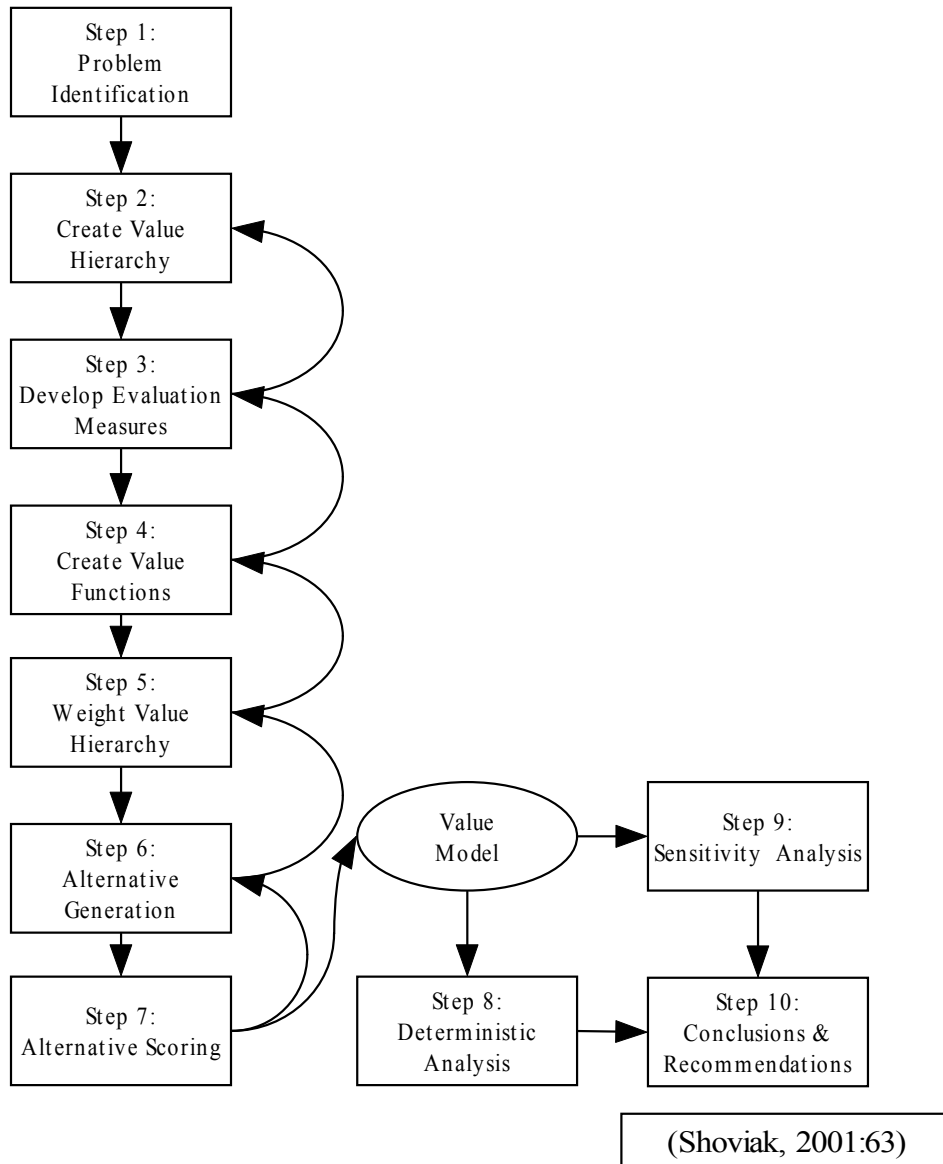 Step 1:
Problem
Identification
Step 2:
Create Value
Hierarchy
Step 3:
Develop Evaluation
Measures
Step 4:
Create Value
Functions
Step 5:
Weight Value
Hierarchy
Step 6:
Alternative
Generation
Step 7:
Alternative Scoring
Value
Model
Step 8:
Deterministic
Analysis
Step 9:
Sensitivity Analysis
Step 10:
Conclusions &
Recommendations
(Shoviak, 2001:63)